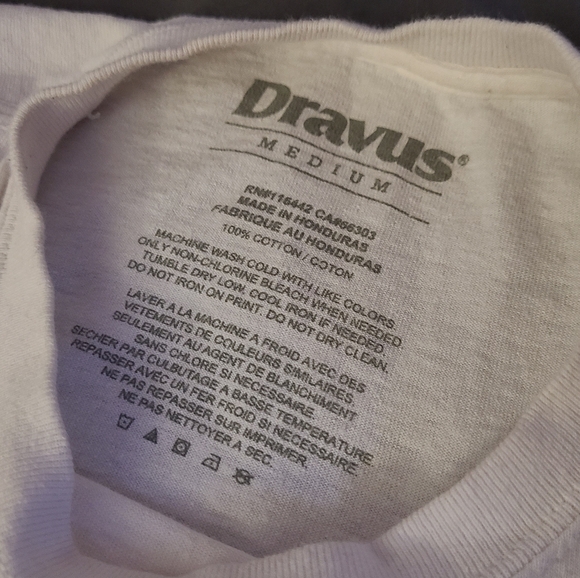 Dravus®
MEDIUM
RN#116442 CA#66303
MADE IN HONDURAS
FABRIQUE AU HONDURAS
100% COTTON / COTON
MACHINE WASH COLD WITH LIKE COLORS.
ONLY NON-CHLORINE BLEACH WHEN NEEDED.
TUMBLE DRY LOW. COOL IRON IF NEEDED.
DO NOT IRON ON PRINT. DO NOT DRY CLEAN.
LAVER A LA MACHINE A FROID AVEC DES
VETEMENTS DE COULEURS SIMILAIRES.
SEULEMENT AU AGENT DE BLANCHIMENT
SANS CHLORE SI NECESSAIRE.
SECHER PAR CULBUTAGE A BASSE TEMPERATURE.
REPASSER AVEC UN FER FROID SI NECESSAIRE.
NE PAS REPASSER SUR IMPRIMER.
NE PAS NETTOYER A SEC.